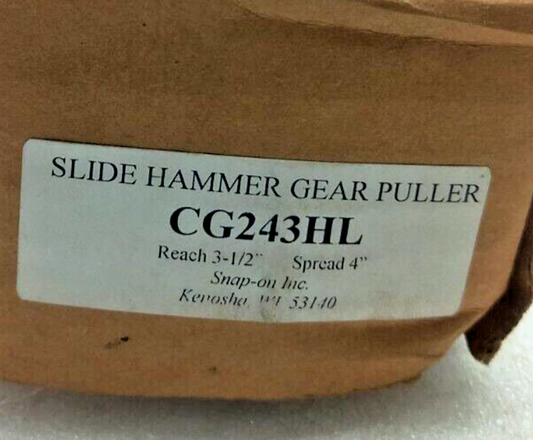 SLIDE HAMMER GEAR PULLER
CG243HL
Reach 3-1/2" Spread 4"
Snap-on Inc.
Kenosha, WI 53140